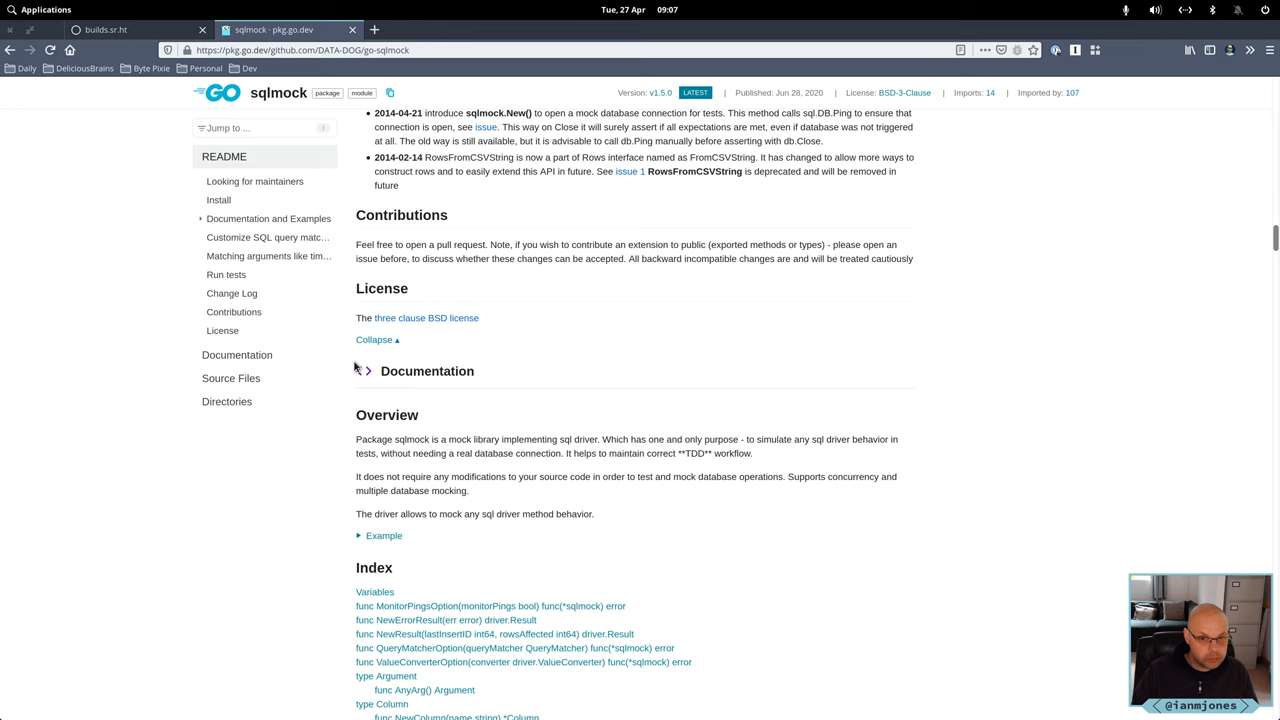 Applications
Tue, 27 Apr 09:07
builds.sr.ht
sqlmock · pkg.go.dev
https://pkg.go.dev/github.com/DATA-DOG/go-sqlmock
Daily
DeliciousBrains
Byte Pixie
Personal
Dev
GO
sqlmock
package
module
Version: v1.5.0 LATEST | Published: Jun 28, 2020 | License: BSD-3-Clause | Imports: 14 | Imported by: 107
Jump to ...
README
Looking for maintainers
Install
Documentation and Examples
Customize SQL query matc…
Matching arguments like tim…
Run tests
Change Log
Contributions
License
Documentation
Source Files
Directories
2014-04-21 introduce sqlmock.New() to open a mock database connection for tests. This method calls sql.DB.Ping to ensure that
connection is open, see issue. This way on Close it will surely assert if all expectations are met, even if database was not triggered
at all. The old way is still available, but it is advisable to call db.Ping manually before asserting with db.Close.
2014-02-14 RowsFromCSVString is now a part of Rows interface named as FromCSVString. It has changed to allow more ways to
construct rows and to easily extend this API in future. See issue 1 RowsFromCSVString is deprecated and will be removed in
future
Contributions
Feel free to open a pull request. Note, if you wish to contribute an extension to public (exported methods or types) - please open an
issue before, to discuss whether these changes can be accepted. All backward incompatible changes are and will be treated cautiously
License
The three clause BSD license
Collapse ▴
Documentation
Overview
Package sqlmock is a mock library implementing sql driver. Which has one and only purpose - to simulate any sql driver behavior in
tests, without needing a real database connection. It helps to maintain correct **TDD** workflow.
It does not require any modifications to your source code in order to test and mock database operations. Supports concurrency and
multiple database mocking.
The driver allows to mock any sql driver method behavior.
Example
Index
Variables
func MonitorPingsOption(monitorPings bool) func(*sqlmock) error
func NewErrorResult(err error) driver.Result
func NewResult(lastInsertID int64, rowsAffected int64) driver.Result
func QueryMatcherOption(queryMatcher QueryMatcher) func(*sqlmock) error
func ValueConverterOption(converter driver.ValueConverter) func(*sqlmock) error
type Argument
func AnyArg() Argument
type Column
func NewColumn(name string) *Column
@ianmjones